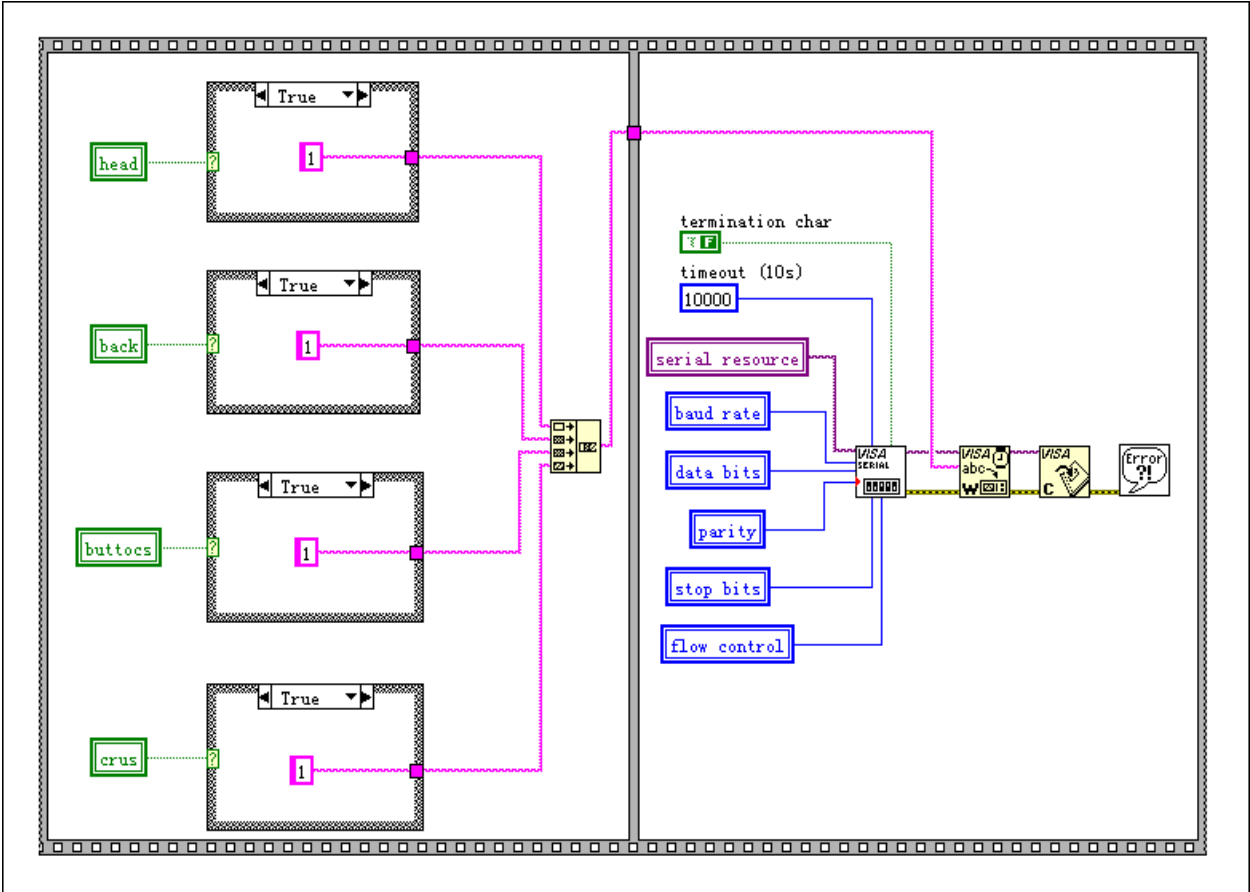 True
head
1
True
back
1
True
buttocs
1
True
crus
1
termination char
F
timeout (10s)
10000
serial resource
baud rate
data bits
parity
stop bits
flow control
VISA
SERIAL
VISA
abc
W
VISA
C
Error
?!